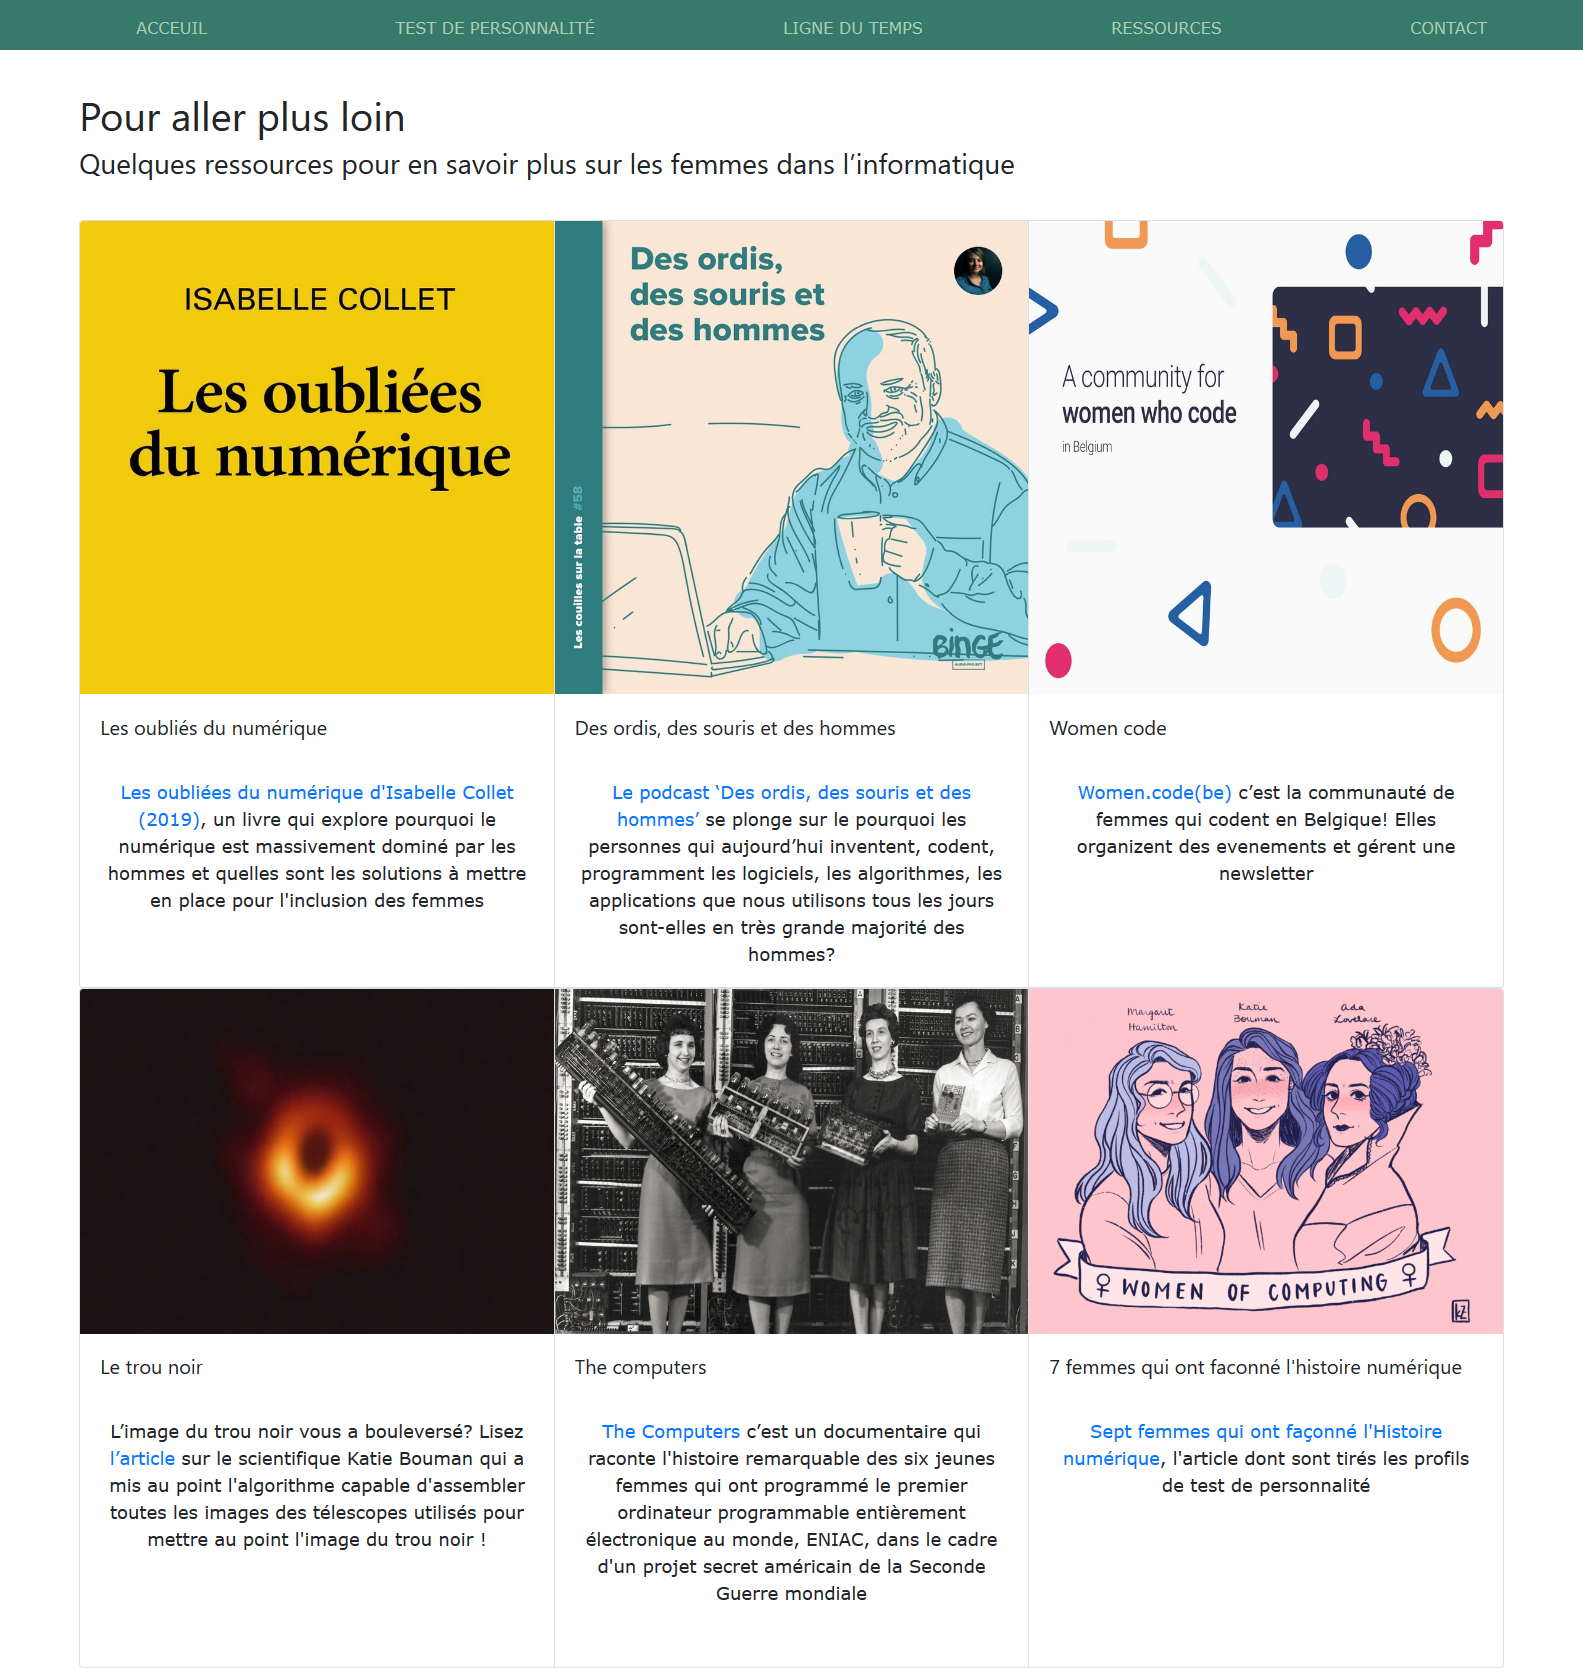 ACCEUIL TEST DE PERSONNALITÉ LIGNE DU TEMPS RESSOURCES CONTACT
Pour aller plus loin
Quelques ressources pour en savoir plus sur les femmes dans l’informatique
ISABELLE COLLET
Les oubliées
du numérique
Des ordis,
des souris et
des hommes
Les couilles sur la table #58
BINGE
AUDIO PROJECT
A community for
women who code
in Belgium
Les oubliés du numérique
Les oubliées du numérique d'Isabelle Collet
(2019), un livre qui explore pourquoi le
numérique est massivement dominé par les
hommes et quelles sont les solutions à mettre
en place pour l'inclusion des femmes
Des ordis, des souris et des hommes
Le podcast ‘Des ordis, des souris et des
hommes’ se plonge sur le pourquoi les
personnes qui aujourd’hui inventent, codent,
programment les logiciels, les algorithmes, les
applications que nous utilisons tous les jours
sont-elles en très grande majorité des
hommes?
Women code
Women.code(be) c’est la communauté de
femmes qui codent en Belgique! Elles
organizent des evenements et gérent une
newsletter
Margaret
Hamilton
Katie
Bouman
Ada
Lovelace
WOMEN OF COMPUTING
KZ
Le trou noir
L’image du trou noir vous a bouleversé? Lisez
l’article sur le scientifique Katie Bouman qui a
mis au point l'algorithme capable d'assembler
toutes les images des télescopes utilisés pour
mettre au point l'image du trou noir !
The computers
The Computers c’est un documentaire qui
raconte l'histoire remarquable des six jeunes
femmes qui ont programmé le premier
ordinateur programmable entièrement
électronique au monde, ENIAC, dans le cadre
d'un projet secret américain de la Seconde
Guerre mondiale
7 femmes qui ont faconné l'histoire numérique
Sept femmes qui ont façonné l'Histoire
numérique, l'article dont sont tirés les profils
de test de personnalité